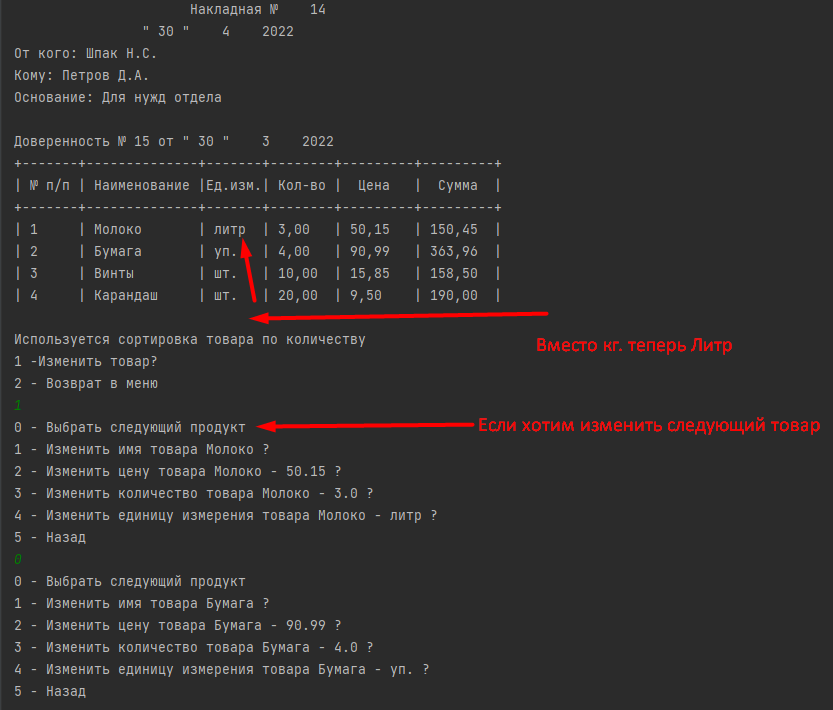 Накладная № 14
" 30 " 4 2022
От кого: Шпак Н.С.
Кому: Петров Д.А.
Основание: Для нужд отдела
Доверенность № 15 от " 30 " 3 2022
+-------+--------------+-------+--------+---------+---------+
| № п/п | Наименование |Ед.изм.| Кол-во | Цена | Сумма |
+-------+--------------+-------+--------+---------+---------+
| 1 | Молоко | литр | 3,00 | 50,15 | 150,45 |
| 2 | Бумага | уп. | 4,00 | 90,99 | 363,96 |
| 3 | Винты | шт. | 10,00 | 15,85 | 158,50 |
| 4 | Карандаш | шт. | 20,00 | 9,50 | 190,00 |
Используется сортировка товара по количеству
Вместо кг. теперь Литр
1 -Изменить товар?
2 - Возврат в меню
1
0 - Выбрать следующий продукт
Если хотим изменить следующий товар
1 - Изменить имя товара Молоко ?
2 - Изменить цену товара Молоко - 50.15 ?
3 - Изменить количество товара Молоко - 3.0 ?
4 - Изменить единицу измерения товара Молоко - литр ?
5 - Назад
0
0 - Выбрать следующий продукт
1 - Изменить имя товара Бумага ?
2 - Изменить цену товара Бумага - 90.99 ?
3 - Изменить количество товара Бумага - 4.0 ?
4 - Изменить единицу измерения товара Бумага - уп. ?
5 - Назад